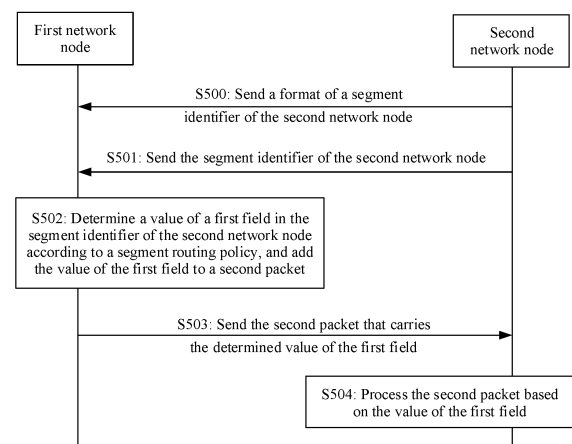 First network
node
Second
network node
S500: Send a format of a segment
identifier of the second network node
S501: Send the segment identifier of the second network node
S502: Determine a value of a first field in the
segment identifier of the second network node
according to a segment routing policy, and add
the value of the first field to a second packet
S503: Send the second packet that carries
the determined value of the first field
S504: Process the second packet based
on the value of the first field